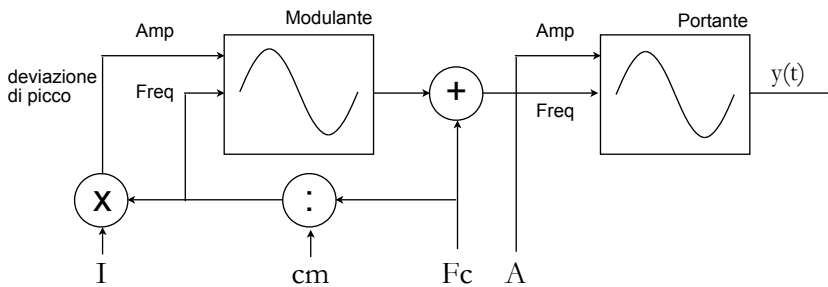 Modulante
Portante
Amp
Amp
deviazione
di picco
Freq
Freq
y(t)
+
x
:
I
cm
Fc
A